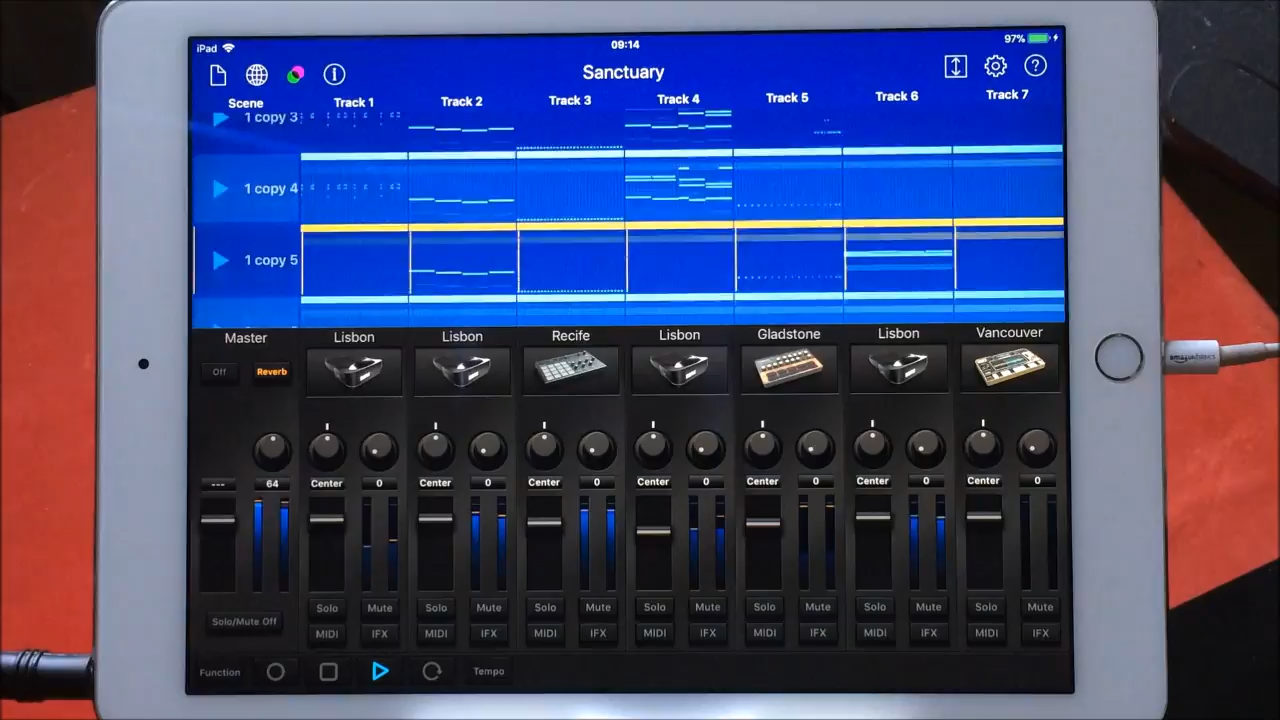 iPad 09:14 97%
Sanctuary
Scene Track 1 Track 2 Track 3 Track 4 Track 5 Track 6 Track 7
1 copy 3
1 copy 4
1 copy 5
Master Lisbon Lisbon Recife Lisbon Gladstone Lisbon Vancouver
Off Reverb
--- 64 Center 0 Center 0 Center 0 Center 0 Center 0 Center 0 Center 0
Solo Mute Solo Mute Solo Mute Solo Mute Solo Mute Solo Mute Solo Mute
Solo/Mute Off
MIDI IFX MIDI IFX MIDI IFX MIDI IFX MIDI IFX MIDI IFX MIDI IFX
Function Tempo
amazonbasics